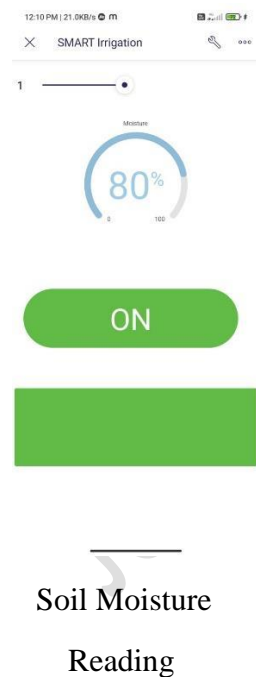 12:10 PM | 21.0KB/s
SMART Irrigation
1
Moisture
80%
0 100
ON
Soil Moisture
Reading